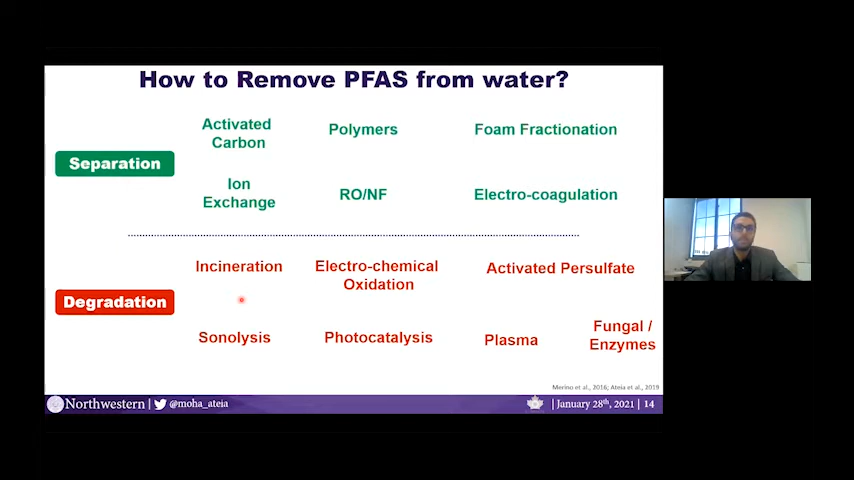 How to Remove PFAS from water?
Activated
Carbon
Polymers
Foam Fractionation
Separation
Ion
Exchange
RO/NF
Electro-coagulation
Incineration
Electro-chemical
Oxidation
Activated Persulfate
Degradation
Sonolysis
Photocatalysis
Plasma
Fungal /
Enzymes
Merino et al., 2016; Ateia et al., 2019
Northwestern | @moha_ateia
| January 28th, 2021 | 14